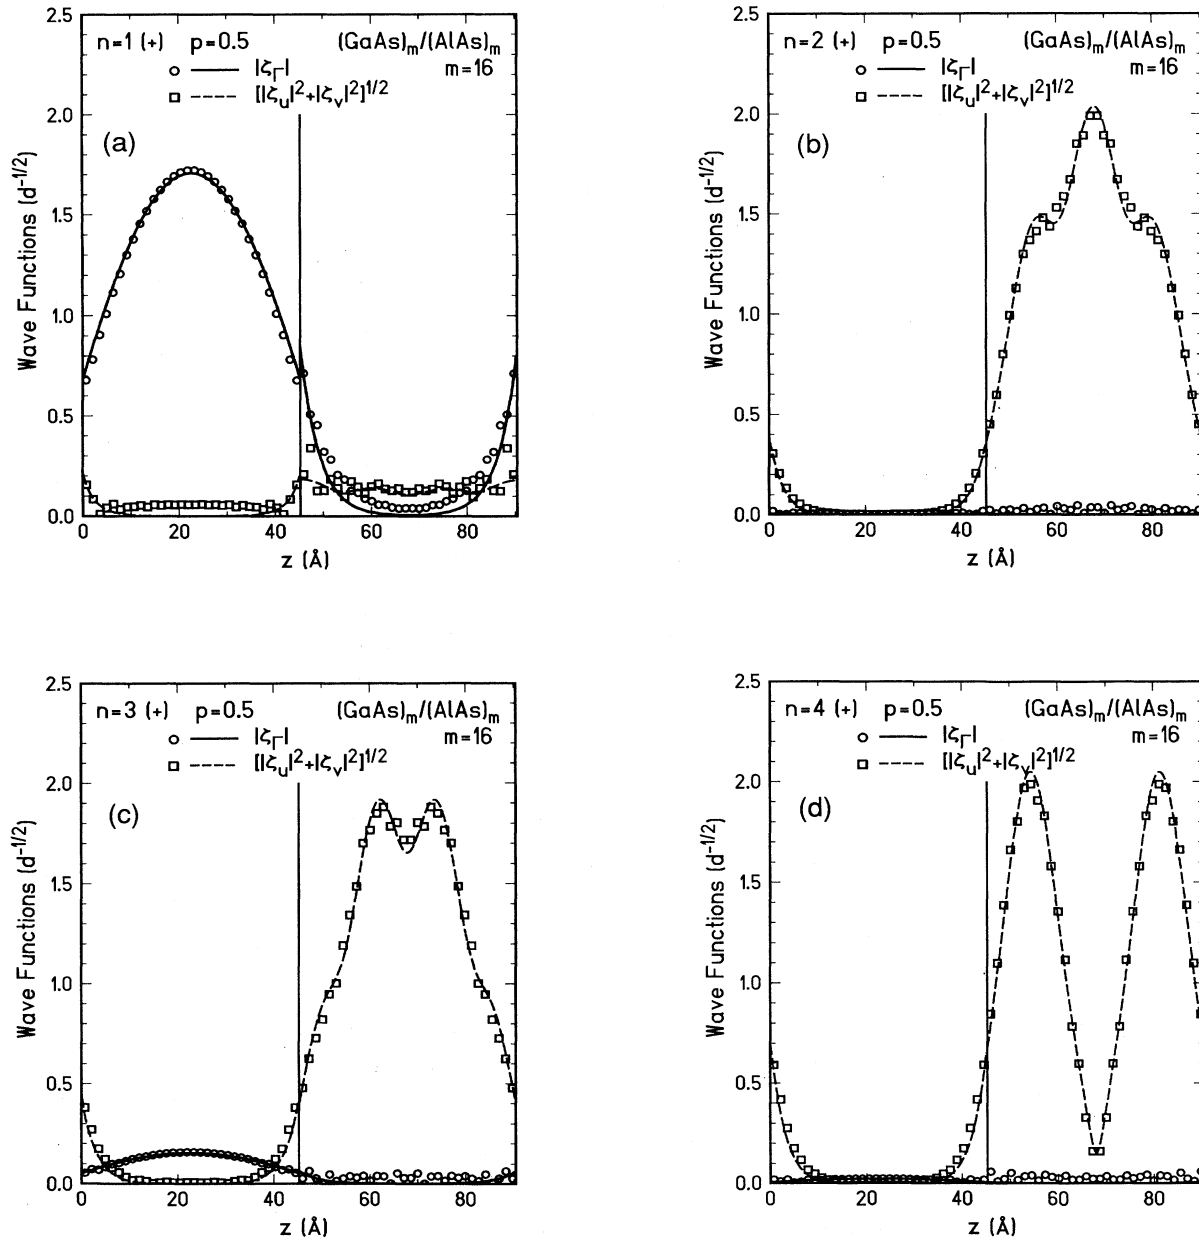 n=1 (+) p=0.5 (GaAs)m/(AlAs)m
|ζΓ| m=16
[|ζu|²+|ζv|²]1/2
(a)
Wave Functions (d-1/2)
2.5
2.0
1.5
1.0
0.5
0.0
0 20 40 60 80
z (Å)
n=2 (+) p=0.5 (GaAs)m/(AlAs)m
|ζΓ| m=16
[|ζu|²+|ζv|²]1/2
(b)
Wave Functions (d-1/2)
2.5
2.0
1.5
1.0
0.5
0.0
0 20 40 60 80
z (Å)
n=3 (+) p=0.5 (GaAs)m/(AlAs)m
|ζΓ| m=16
[|ζu|²+|ζv|²]1/2
(c)
Wave Functions (d-1/2)
2.5
2.0
1.5
1.0
0.5
0.0
0 20 40 60 80
z (Å)
n=4 (+) p=0.5 (GaAs)m/(AlAs)m
|ζΓ| m=16
[|ζu|²+|ζv|²]1/2
(d)
Wave Functions (d-1/2)
2.5
2.0
1.5
1.0
0.5
0.0
0 20 40 60 80
z (Å)